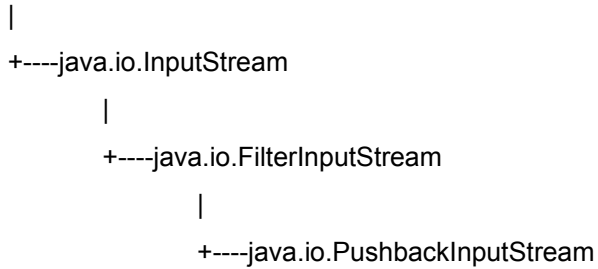 |
+----java.io.InputStream
|
+----java.io.FilterInputStream
|
+----java.io.PushbackInputStream